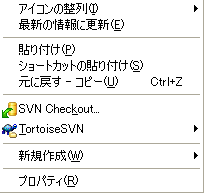 アイコンの整列(I)
最新の情報に更新(E)
貼り付け(P)
ショートカットの貼り付け(S)
元に戻す - コピー(U) Ctrl+Z
SVN Checkout...
TortoiseSVN
新規作成(W)
プロパティ(R)